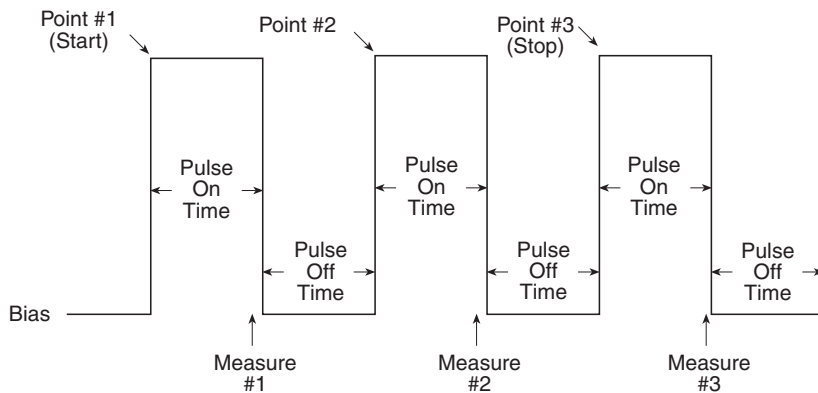 Point #1
(Start)
Point #2
Point #3
(Stop)
Pulse
On
Time
Pulse
On
Time
Pulse
On
Time
Pulse
Off
Time
Pulse
Off
Time
Pulse
Off
Time
Bias
Measure
#1
Measure
#2
Measure
#3